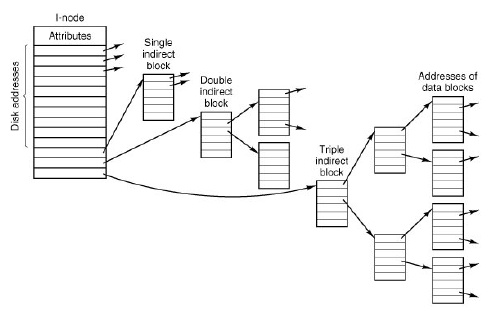 I-node
Attributes
Disk addresses
Single
indirect
block
Double
indirect
block
Triple
indirect
block
Addresses of
data blocks